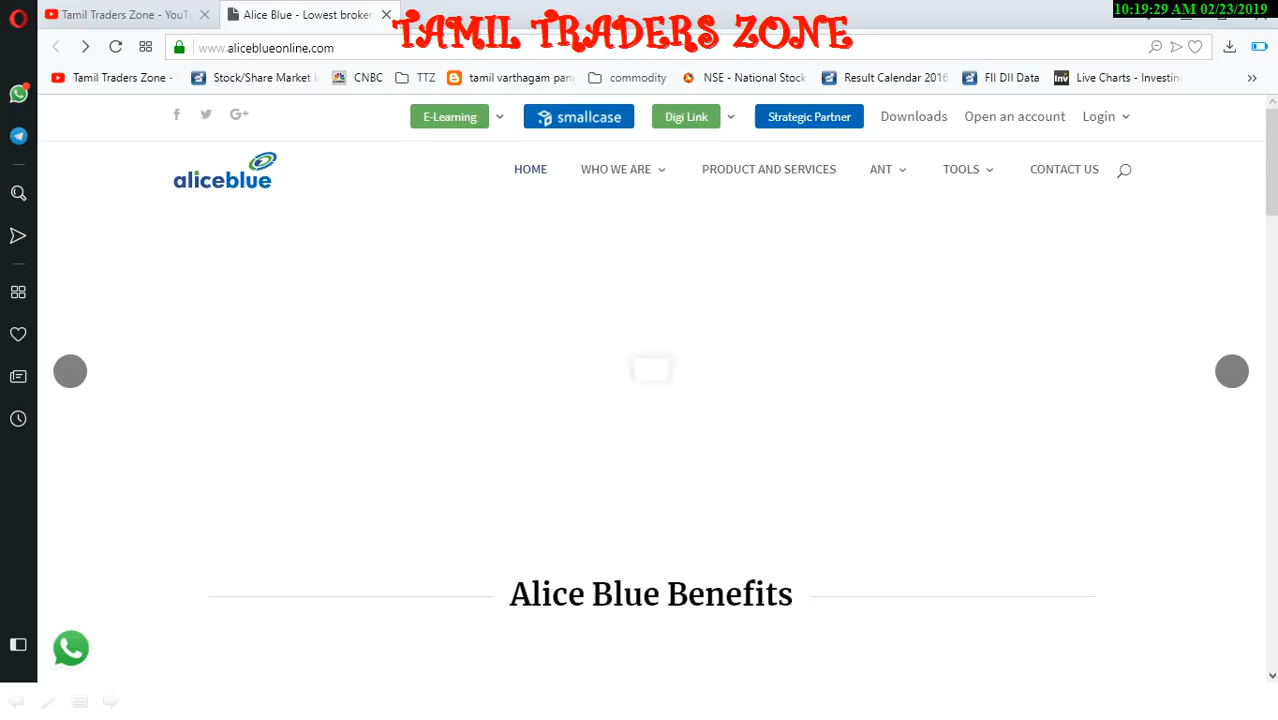 10:19:29 AM 02/23/2019
Tamil Traders Zone - YouT
Alice Blue - Lowest broker
TAMIL TRADERS ZONE
www.aliceblueonline.com
Tamil Traders Zone -
Stock/Share Market I
CNBC
TTZ
tamil varthagam pan
commodity
NSE - National Stock
Result Calendar 2016
FII DII Data
Inv
Live Charts - Investin
E-Learning
smallcase
Digi Link
Strategic Partner
Downloads
Open an account
Login
aliceblue
HOME
WHO WE ARE
PRODUCT AND SERVICES
ANT
TOOLS
CONTACT US
Alice Blue Benefits